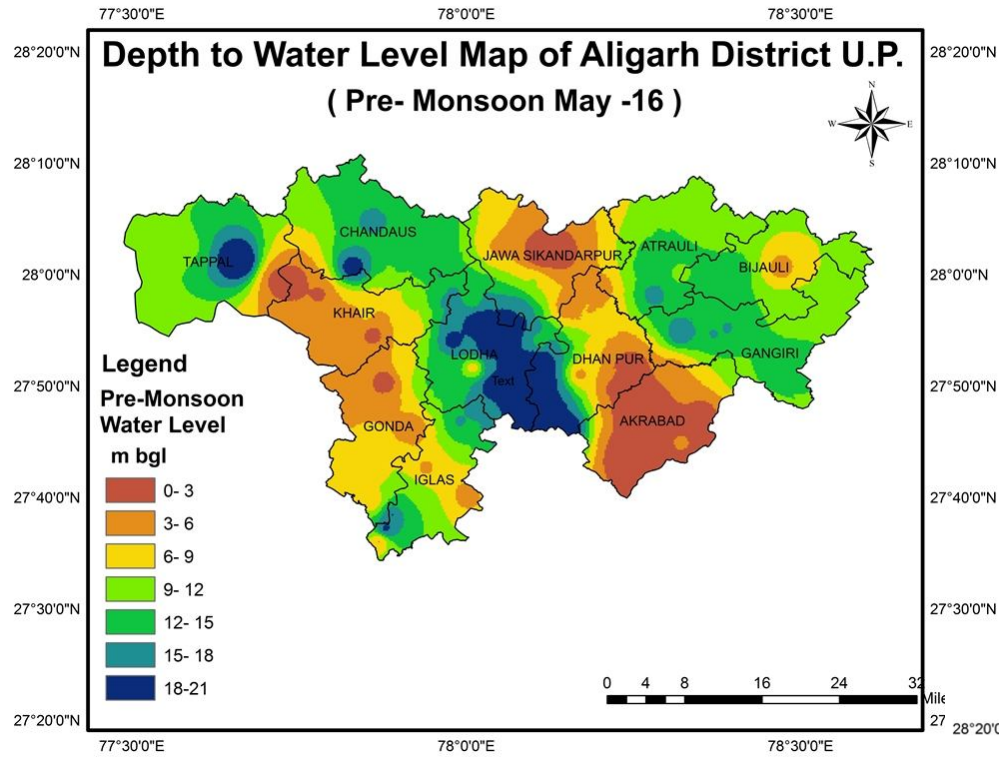 77°30'0"E 78°0'0"E 78°30'0"E
28°20'0"N 28°20'0"N
Depth to Water Level Map of Aligarh District U.P.
( Pre- Monsoon May -16 )
N
W E
S
28°10'0"N 28°10'0"N
CHANDAUS
JAWA SIKANDARPUR
ATRAULI
TAPPAL
BIJAULI
28°0'0"N 28°0'0"N
KHAIR
LODHA
DHAN PUR
GANGIRI
Text
27°50'0"N 27°50'0"N
AKRABAD
GONDA
IGLAS
Legend
Pre-Monsoon
Water Level
m bgl
0- 3
3- 6
6- 9
9- 12
12- 15
15- 18
18-21
27°40'0"N 27°40'0"N
27°30'0"N 27°30'0"N
0 4 8 16 24 32
Mile
27°20'0"N 27° 28°20'0
77°30'0"E 78°0'0"E 78°30'0"E